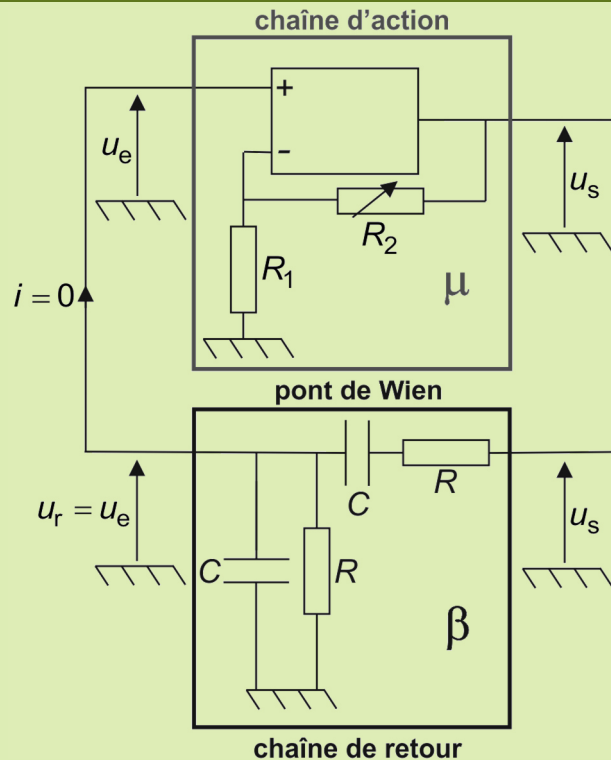 chaîne d’action
+
-
u_e
u_s
R_2
R_1
μ
i = 0
pont de Wien
C
R
u_r = u_e
u_s
C
R
β
chaîne de retour